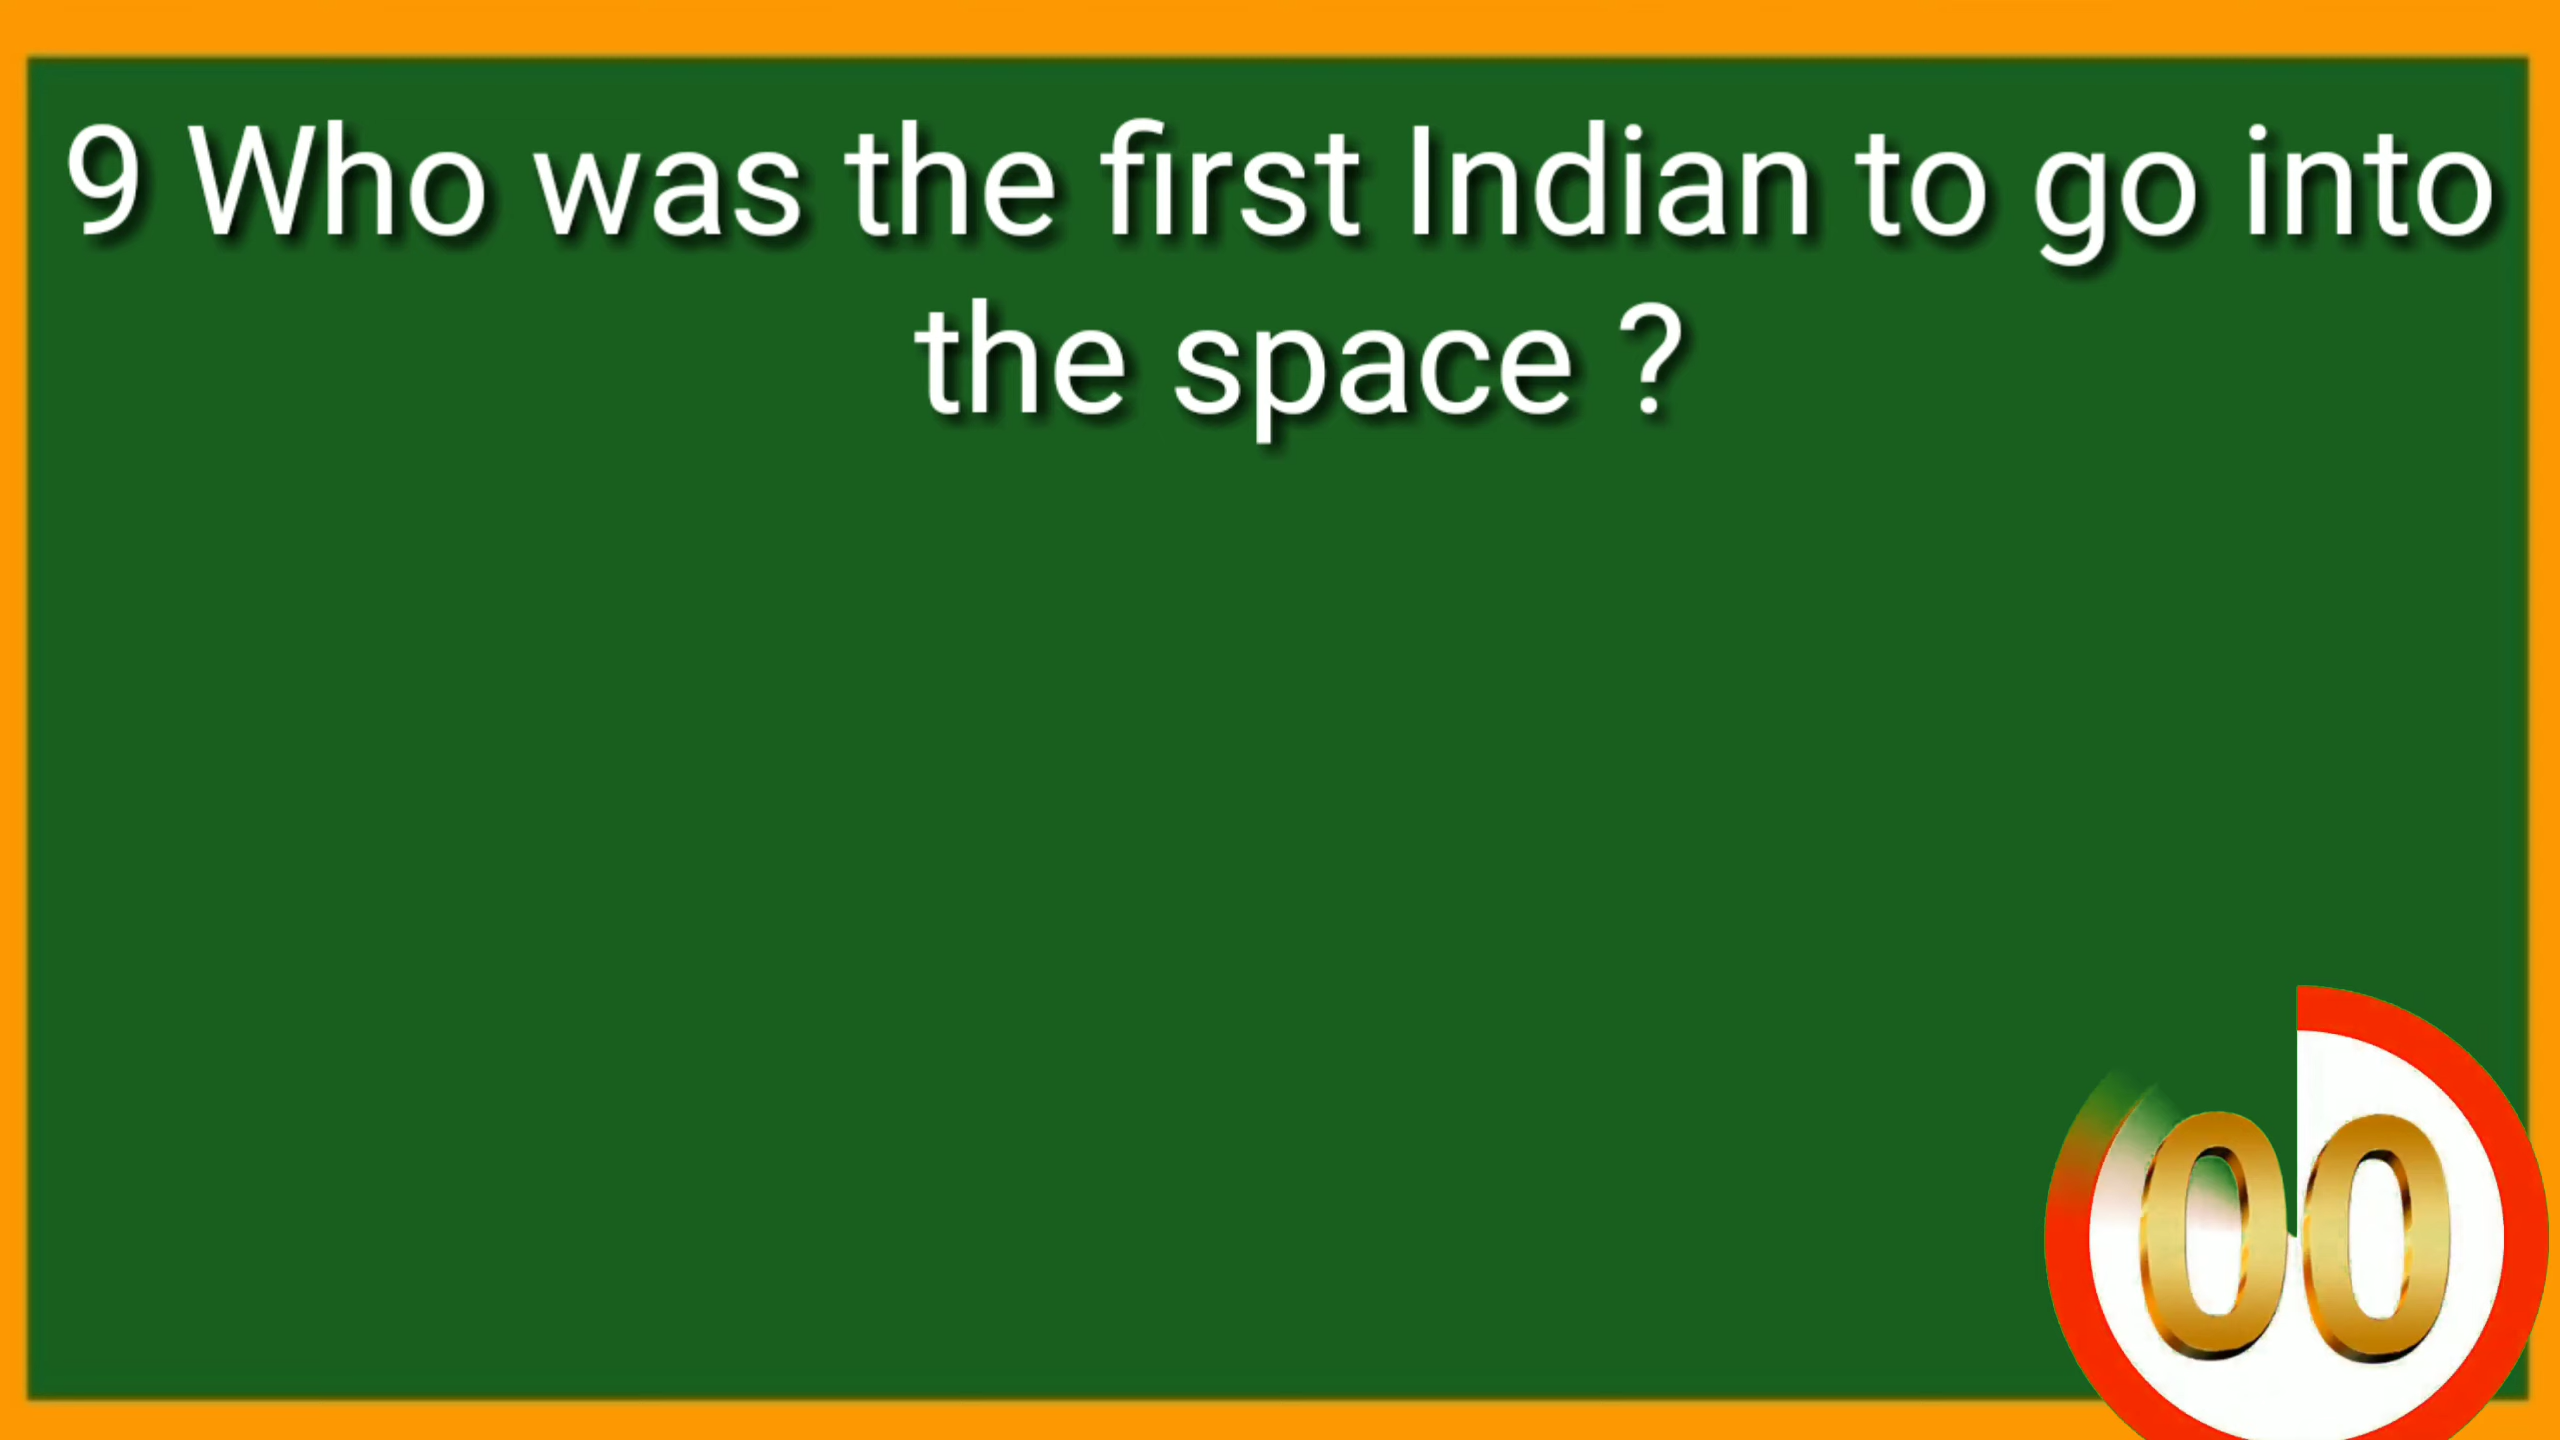 9 Who was the first Indian to go into
the space ?
00